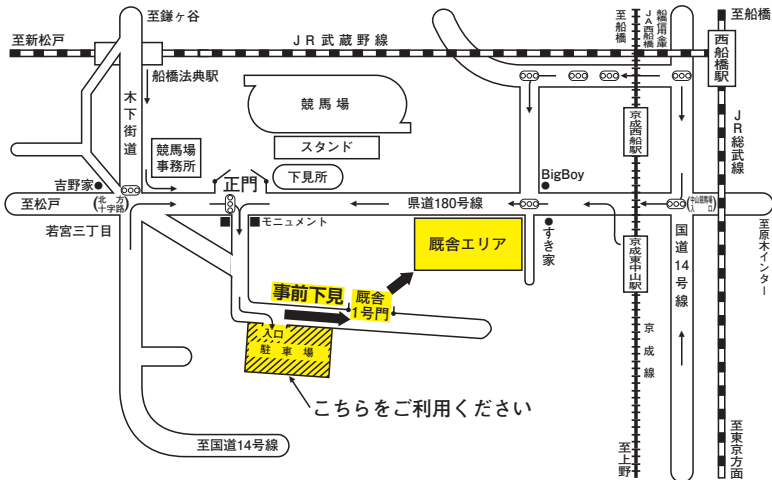 至鎌ヶ谷
至新松戸
JR武蔵野線
船橋法典駅
木下街道
競馬場
スタンド
下見所
競馬場
事務所
正門
吉野家
至松戸
北方
十字路
若宮三丁目
モニュメント
県道180号線
BigBoy
すき家
厩舎エリア
事前下見
厩舎
1号門
入口
駐車場
こちらをご利用ください
至国道14号線
至船橋
船橋信用金庫
JA西船橋
京成西船駅
京成東中山駅
京成線
至上野
至船橋
西船橋駅
JR総武線
中山競馬場
入口
国道14号線
至原木インター
至東京方面